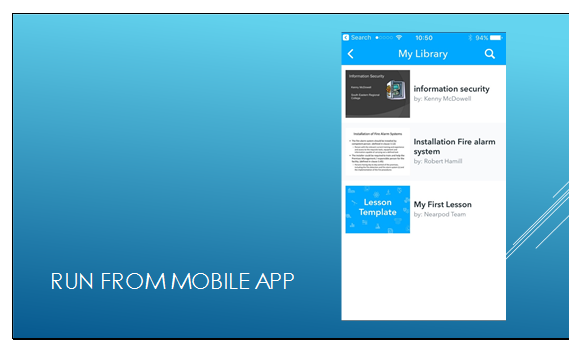 RUN FROM MOBILE APP
Search
10:50
94%
My Library
Information Security
Kenny McDowell
South Eastern Regional
College
information security
by: Kenny McDowell
Installation of Fire Alarm Systems
Installation Fire alarm
system
by: Robert Hamill
Lesson
Template
My First Lesson
by: Nearpod Team